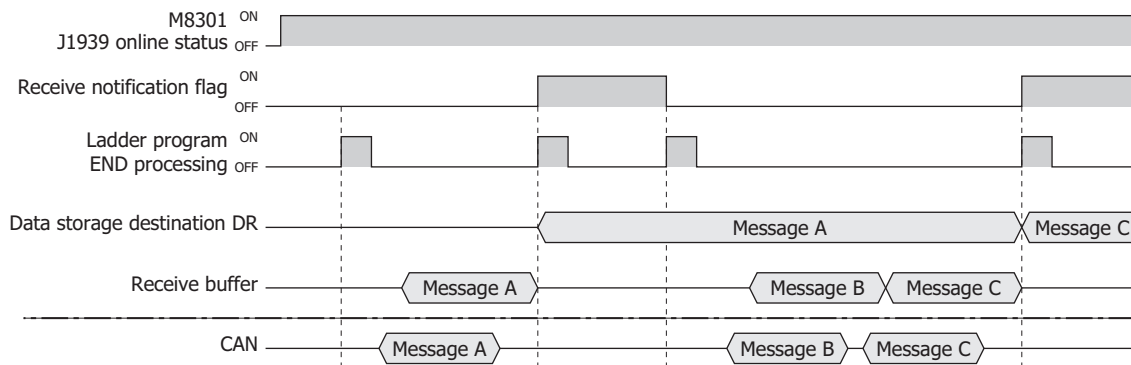 M8301 ON
J1939 online status OFF
Receive notification flag ON
OFF
Ladder program ON
END processing OFF
Data storage destination DR Message A Message C
Receive buffer Message A Message B Message C
CAN Message A Message B Message C